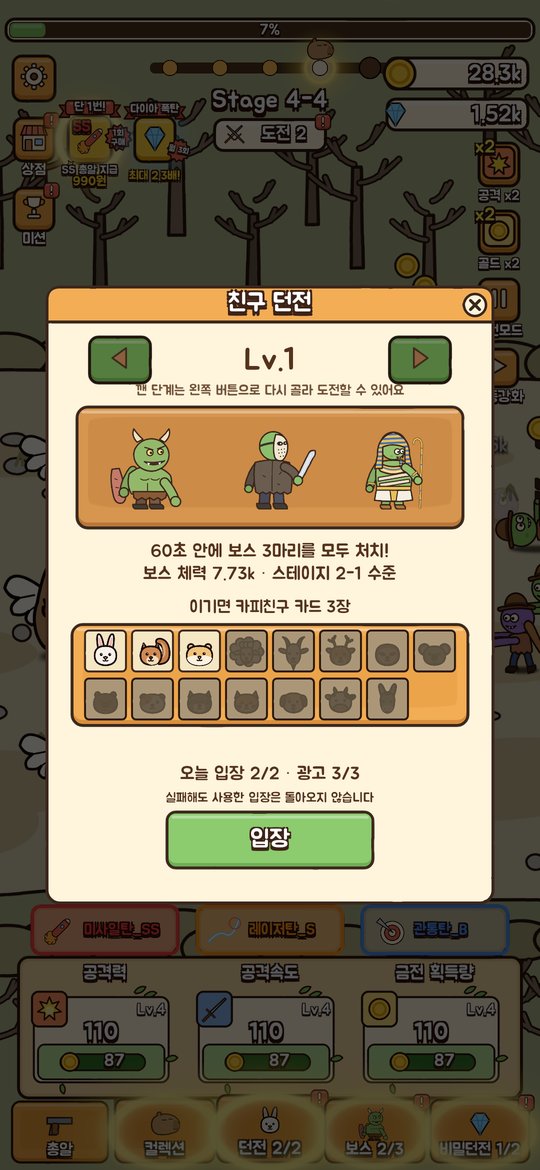 7%
28.3k
Stage 4-4
1.52k
단 1번!
다이아 폭탄
SS
1회 구매
도전 2
x2
상점
SS총알지급
990원
최대 2.3배!
공격 x2
x2
미션
골드 x2
친구 던전
Lv.1
깬 단계는 왼쪽 버튼으로 다시 골라 도전할 수 있어요
60초 안에 보스 3마리를 모두 처치!
보스 체력 7.73k · 스테이지 2-1 수준
이기면 카피친구 카드 3장
오늘 입장 2/2 · 광고 3/3
실패해도 사용한 입장은 돌아오지 않습니다
입장
미사일탄_SS
레이저탄_S
관통탄_B
공격력
공격속도
금전 획득량
Lv.4
Lv.4
Lv.4
110
110
110
87
87
87
총알
컬렉션
던전 2/2
보스 2/3
비밀던전 1/2